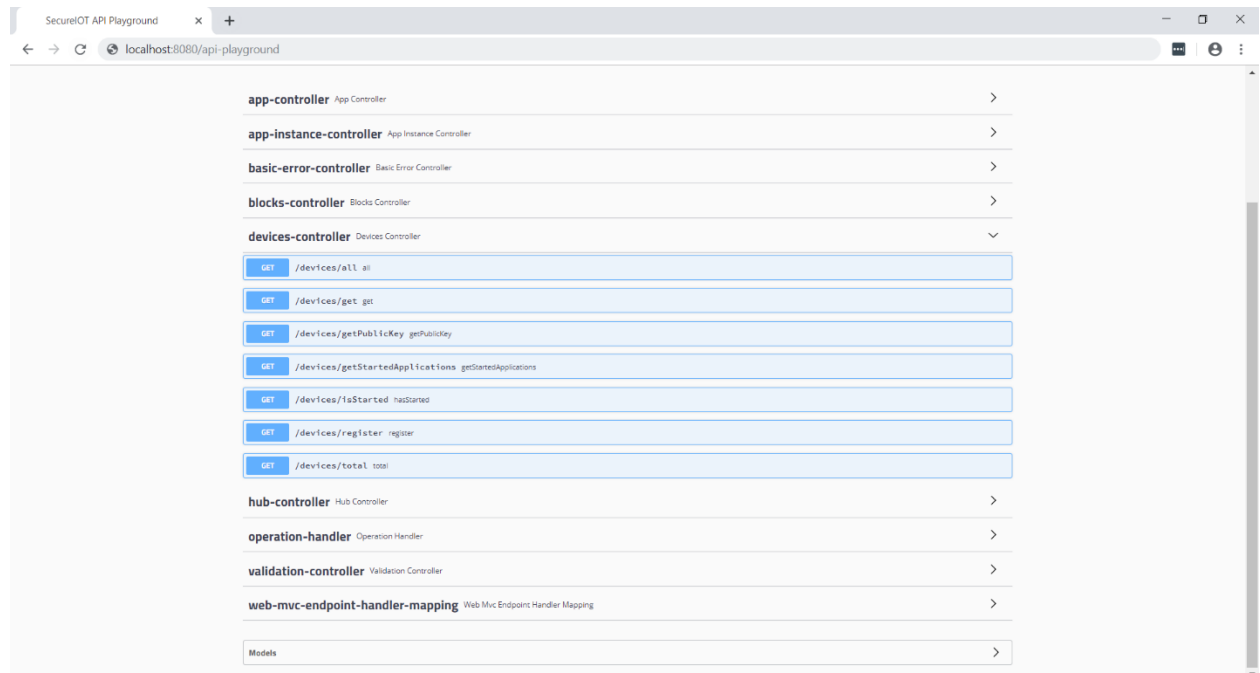 SecureIOT API Playground
localhost:8080/api-playground
app-controller App Controller
app-instance-controller App Instance Controller
basic-error-controller Basic Error Controller
blocks-controller Blocks Controller
devices-controller Devices Controller
GET /devices/all all
GET /devices/get get
GET /devices/getPublicKey getPublicKey
GET /devices/getStartedApplications getStartedApplications
GET /devices/isStarted hasStarted
GET /devices/register register
GET /devices/total total
hub-controller Hub Controller
operation-handler Operation Handler
validation-controller Validation Controller
web-mvc-endpoint-handler-mapping Web Mvc Endpoint Handler Mapping
Models